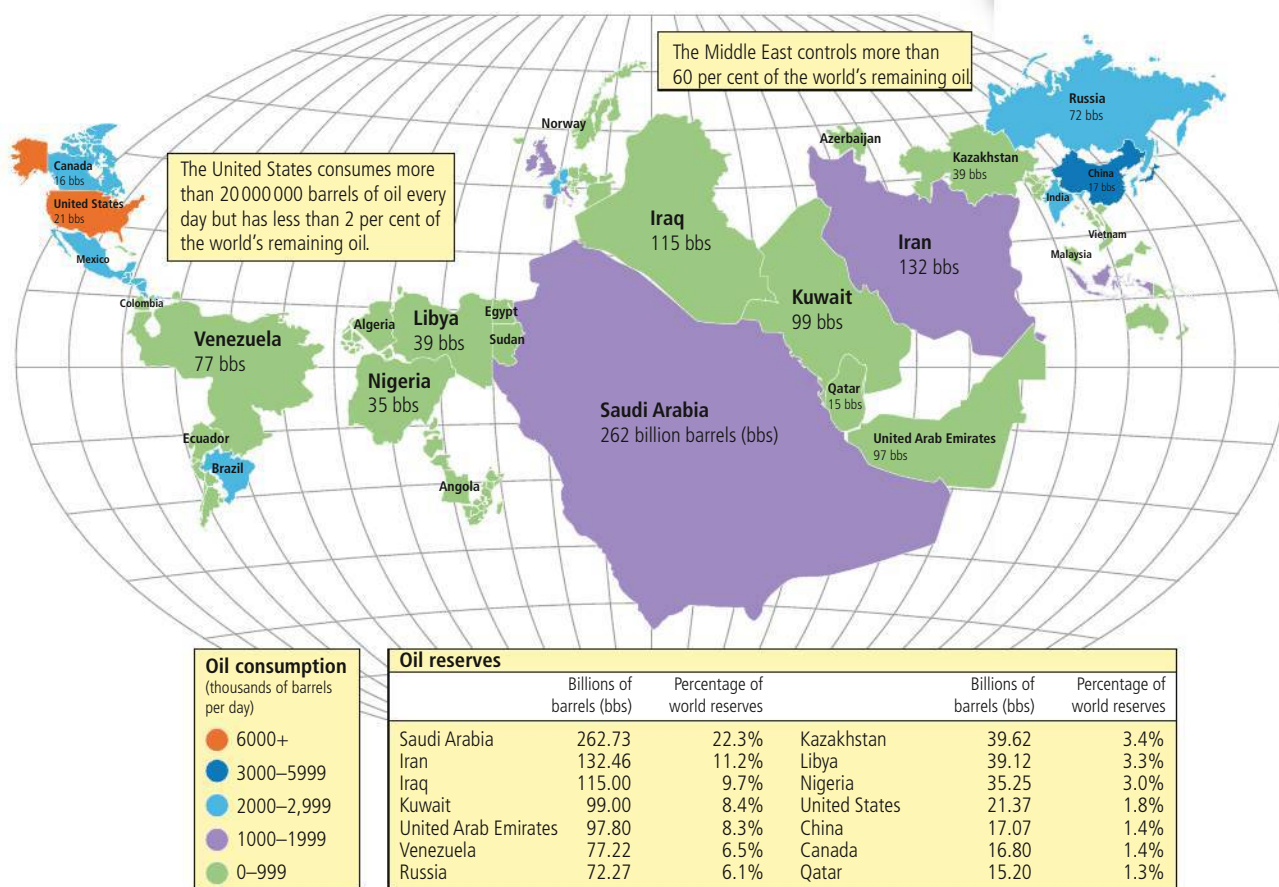 The Middle East controls more than
60 per cent of the world's remaining oil.
Russia
72 bbs
Norway
Azerbaijan
Canada
16 bbs
The United States consumes more
than 20 000 000 barrels of oil every
day but has less than 2 per cent of
the world's remaining oil.
Kazakhstan
39 bbs
China
17 bbs
United States
21 bbs
India
Iraq
115 bbs
Iran
132 bbs
Vietnam
Malaysia
Mexico
Colombia
Kuwait
99 bbs
Venezuela
77 bbs
Algeria
Libya
39 bbs
Egypt
Sudan
Nigeria
35 bbs
Qatar
15 bbs
Saudi Arabia
262 billion barrels (bbs)
United Arab Emirates
97 bbs
Ecuador
Brazil
Angola
Oil consumption
(thousands of barrels
per day)
6000+
3000–5999
2000–2,999
1000–1999
0–999
Oil reserves
Billions of barrels (bbs) Percentage of world reserves Billions of barrels (bbs) Percentage of world reserves
Saudi Arabia 262.73 22.3% Kazakhstan 39.62 3.4%
Iran 132.46 11.2% Libya 39.12 3.3%
Iraq 115.00 9.7% Nigeria 35.25 3.0%
Kuwait 99.00 8.4% United States 21.37 1.8%
United Arab Emirates 97.80 8.3% China 17.07 1.4%
Venezuela 77.22 6.5% Canada 16.80 1.4%
Russia 72.27 6.1% Qatar 15.20 1.3%